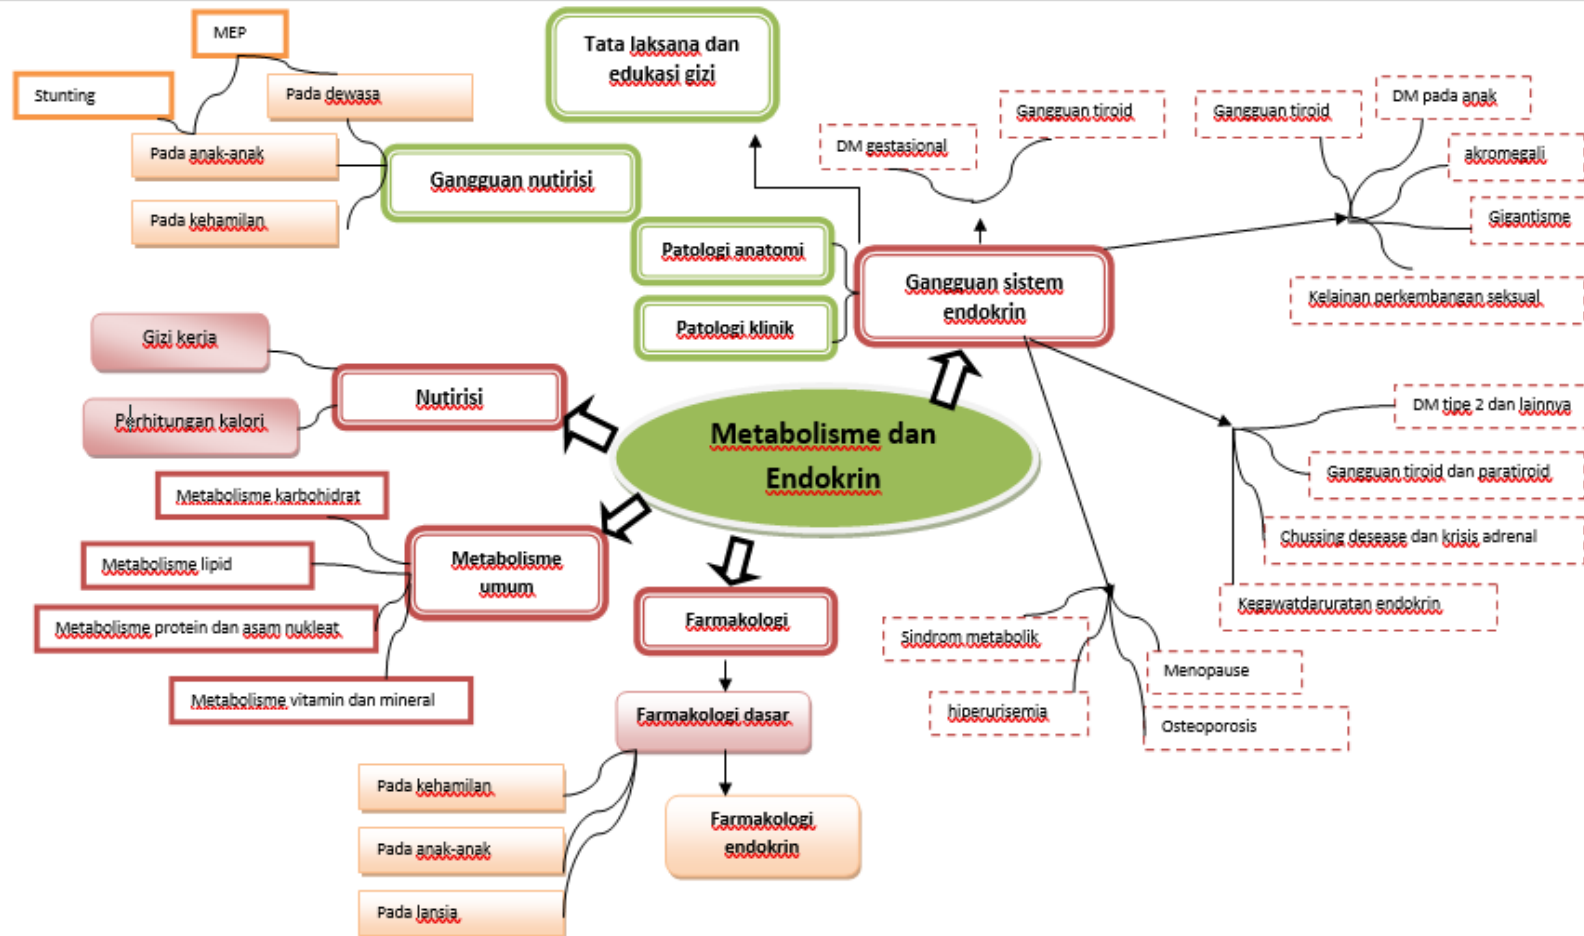 MEP
Stunting
Pada dewasa
Pada anak-anak
Pada kehamilan
Gangguan nutirisi
Tata laksana dan
edukasi gizi
DM gestasional
Gangguan tiroid
Gangguan tiroid
DM pada anak
akromegali
Gigantisme
Kelainan perkembangan seksual
Patologi anatomi
Patologi klinik
Gangguan sistem
endokrin
Gizi kerja
Perhitungan kalori
Nutirisi
Metabolisme dan
Endokrin
DM tipe 2 dan lainnya
Gangguan tiroid dan paratiroid
Chussing desease dan krisis adrenal
Kegawatdaruratan endokrin
Metabolisme karbohidrat
Metabolisme lipid
Metabolisme protein dan asam nukleat
Metabolisme vitamin dan mineral
Metabolisme
umum
Farmakologi
Sindrom metabolik
hiperurisemia
Menopause
Osteoporosis
Farmakologi dasar
Pada kehamilan
Pada anak-anak
Pada lansia
Farmakologi
endokrin